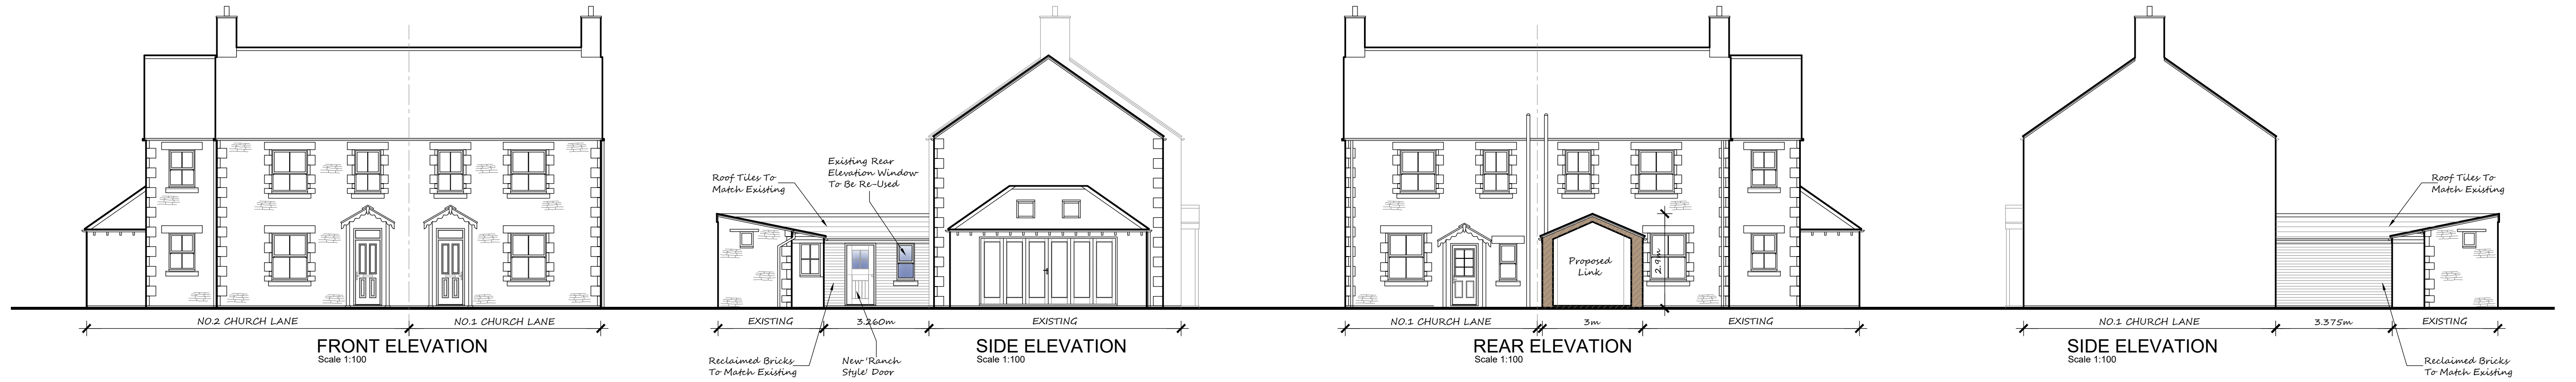 NO.2 CHURCH LANE
NO.1 CHURCH LANE
FRONT ELEVATION
Scale 1:100
Roof Tiles To
Match Existing
Existing Rear
Elevation Window
To Be Re-Used
EXISTING
3.260m
EXISTING
Reclaimed Bricks
To Match Existing
New 'Ranch
Style' Door
SIDE ELEVATION
Scale 1:100
Proposed
Link
2.9m
NO.1 CHURCH LANE
3m
EXISTING
REAR ELEVATION
Scale 1:100
Roof Tiles To
Match Existing
NO.1 CHURCH LANE
3.375m
EXISTING
SIDE ELEVATION
Scale 1:100
Reclaimed Bricks
To Match Existing